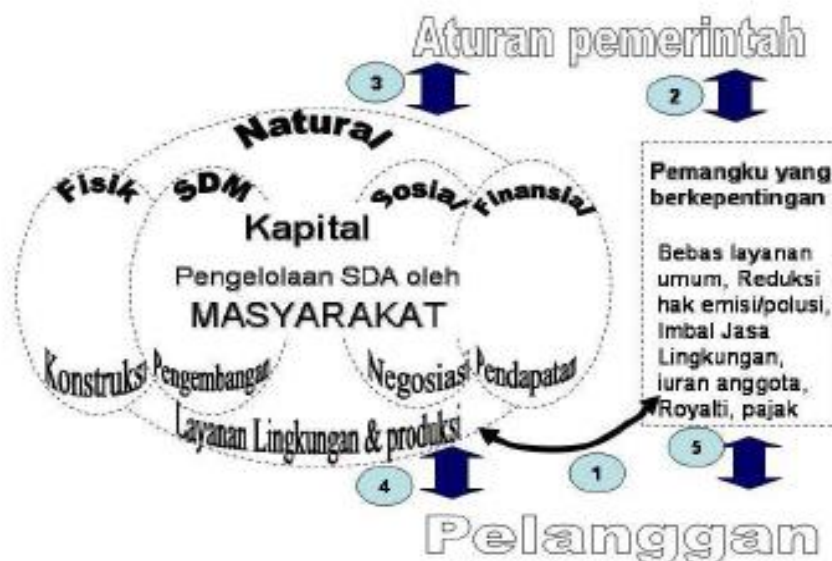 Aturan pemerintah
3
2
Natural
Fisik
SDM
Sosial
Finansial
Kapital
Pengelolaan SDA oleh
MASYARAKAT
Konstruksi
Pengembangan
Negosiasi
Pendapatan
Layanan Lingkungan & produksi
Pemangku yang
berkepentingan
Bebas layanan
umum, Reduksi
hak emisi/polusi,
Imbal Jasa
Lingkungan,
iuran anggota,
Royalti, pajak
4
1
5
Pelanggan